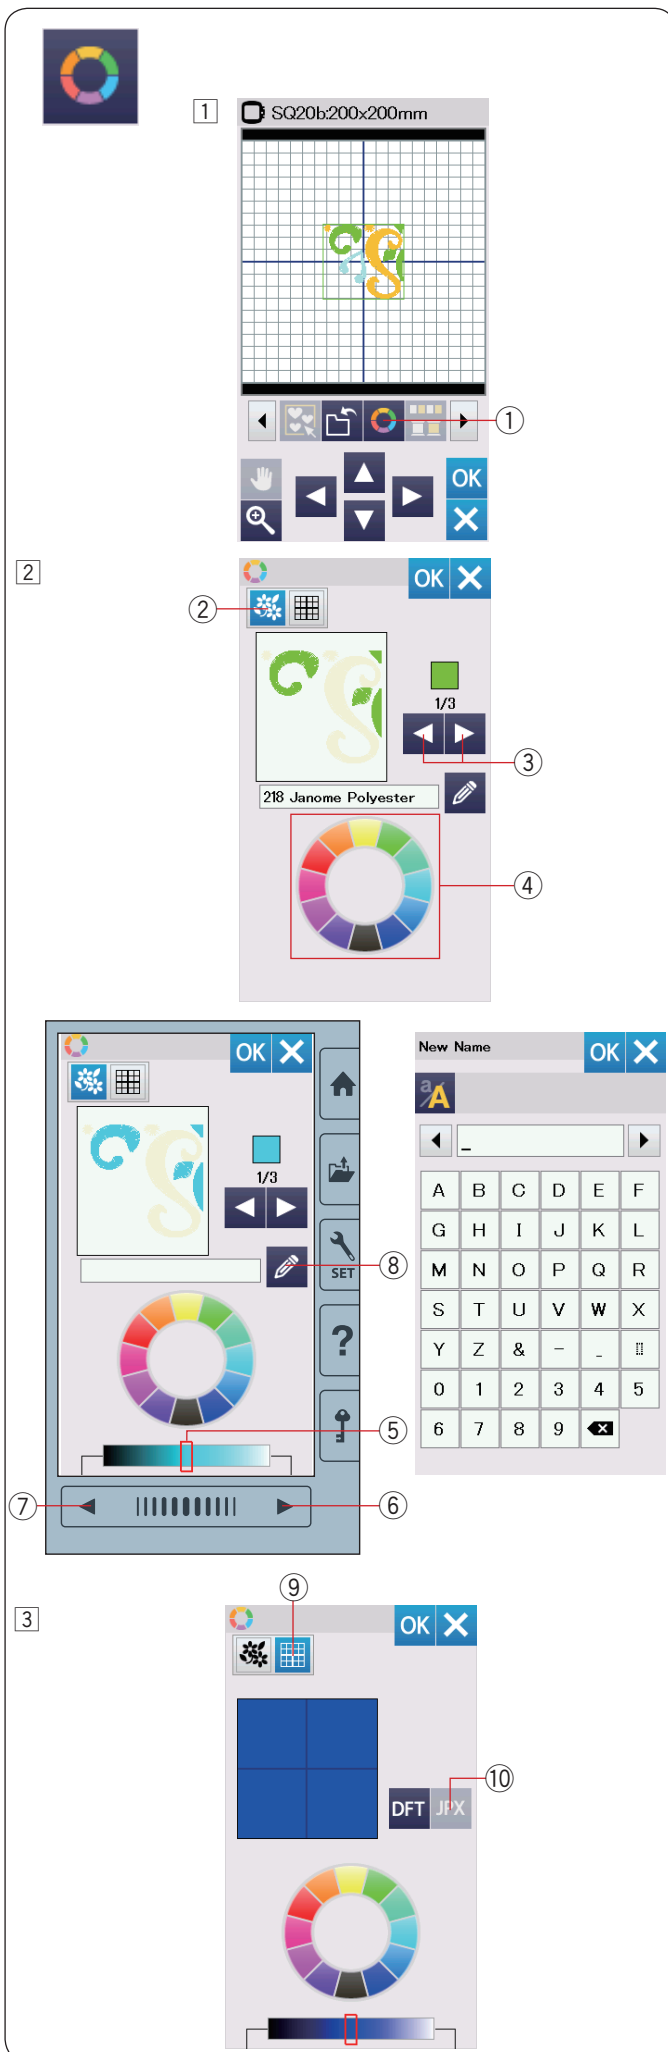 1
SQ20b:200x200mm
①
OK
2
OK
②
1/3
③
218 Janome Polyester
④
OK
1/3
SET
?
⑧
⑤
⑦
⑥
New Name
OK
a/A
_
A B C D E F
G H I J K L
M N O P Q R
S T U V W X
Y Z & - _
0 1 2 3 4 5
6 7 8 9
3
⑨
OK
DFT JPX
⑩